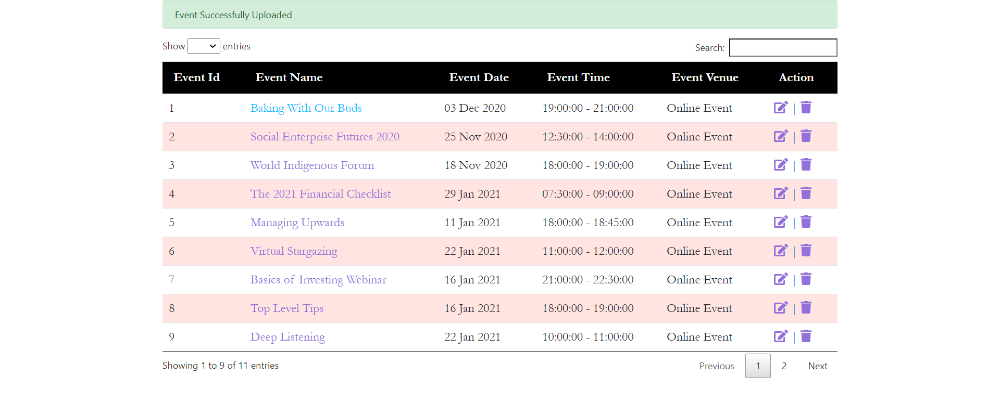 Event Successfully Uploaded
Show entries Search:
Event Id Event Name Event Date Event Time Event Venue Action
1 Baking With Our Buds 03 Dec 2020 19:00:00 - 21:00:00 Online Event |
2 Social Enterprise Futures 2020 25 Nov 2020 12:30:00 - 14:00:00 Online Event |
3 World Indigenous Forum 18 Nov 2020 18:00:00 - 19:00:00 Online Event |
4 The 2021 Financial Checklist 29 Jan 2021 07:30:00 - 09:00:00 Online Event |
5 Managing Upwards 11 Jan 2021 18:00:00 - 18:45:00 Online Event |
6 Virtual Stargazing 22 Jan 2021 11:00:00 - 12:00:00 Online Event |
7 Basics of Investing Webinar 16 Jan 2021 21:00:00 - 22:30:00 Online Event |
8 Top Level Tips 16 Jan 2021 18:00:00 - 19:00:00 Online Event |
9 Deep Listening 22 Jan 2021 10:00:00 - 11:00:00 Online Event |
Showing 1 to 9 of 11 entries Previous 1 2 Next